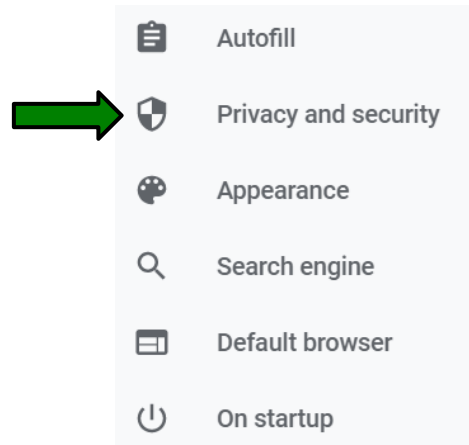 Autofill
Privacy and security
Appearance
Search engine
Default browser
On startup